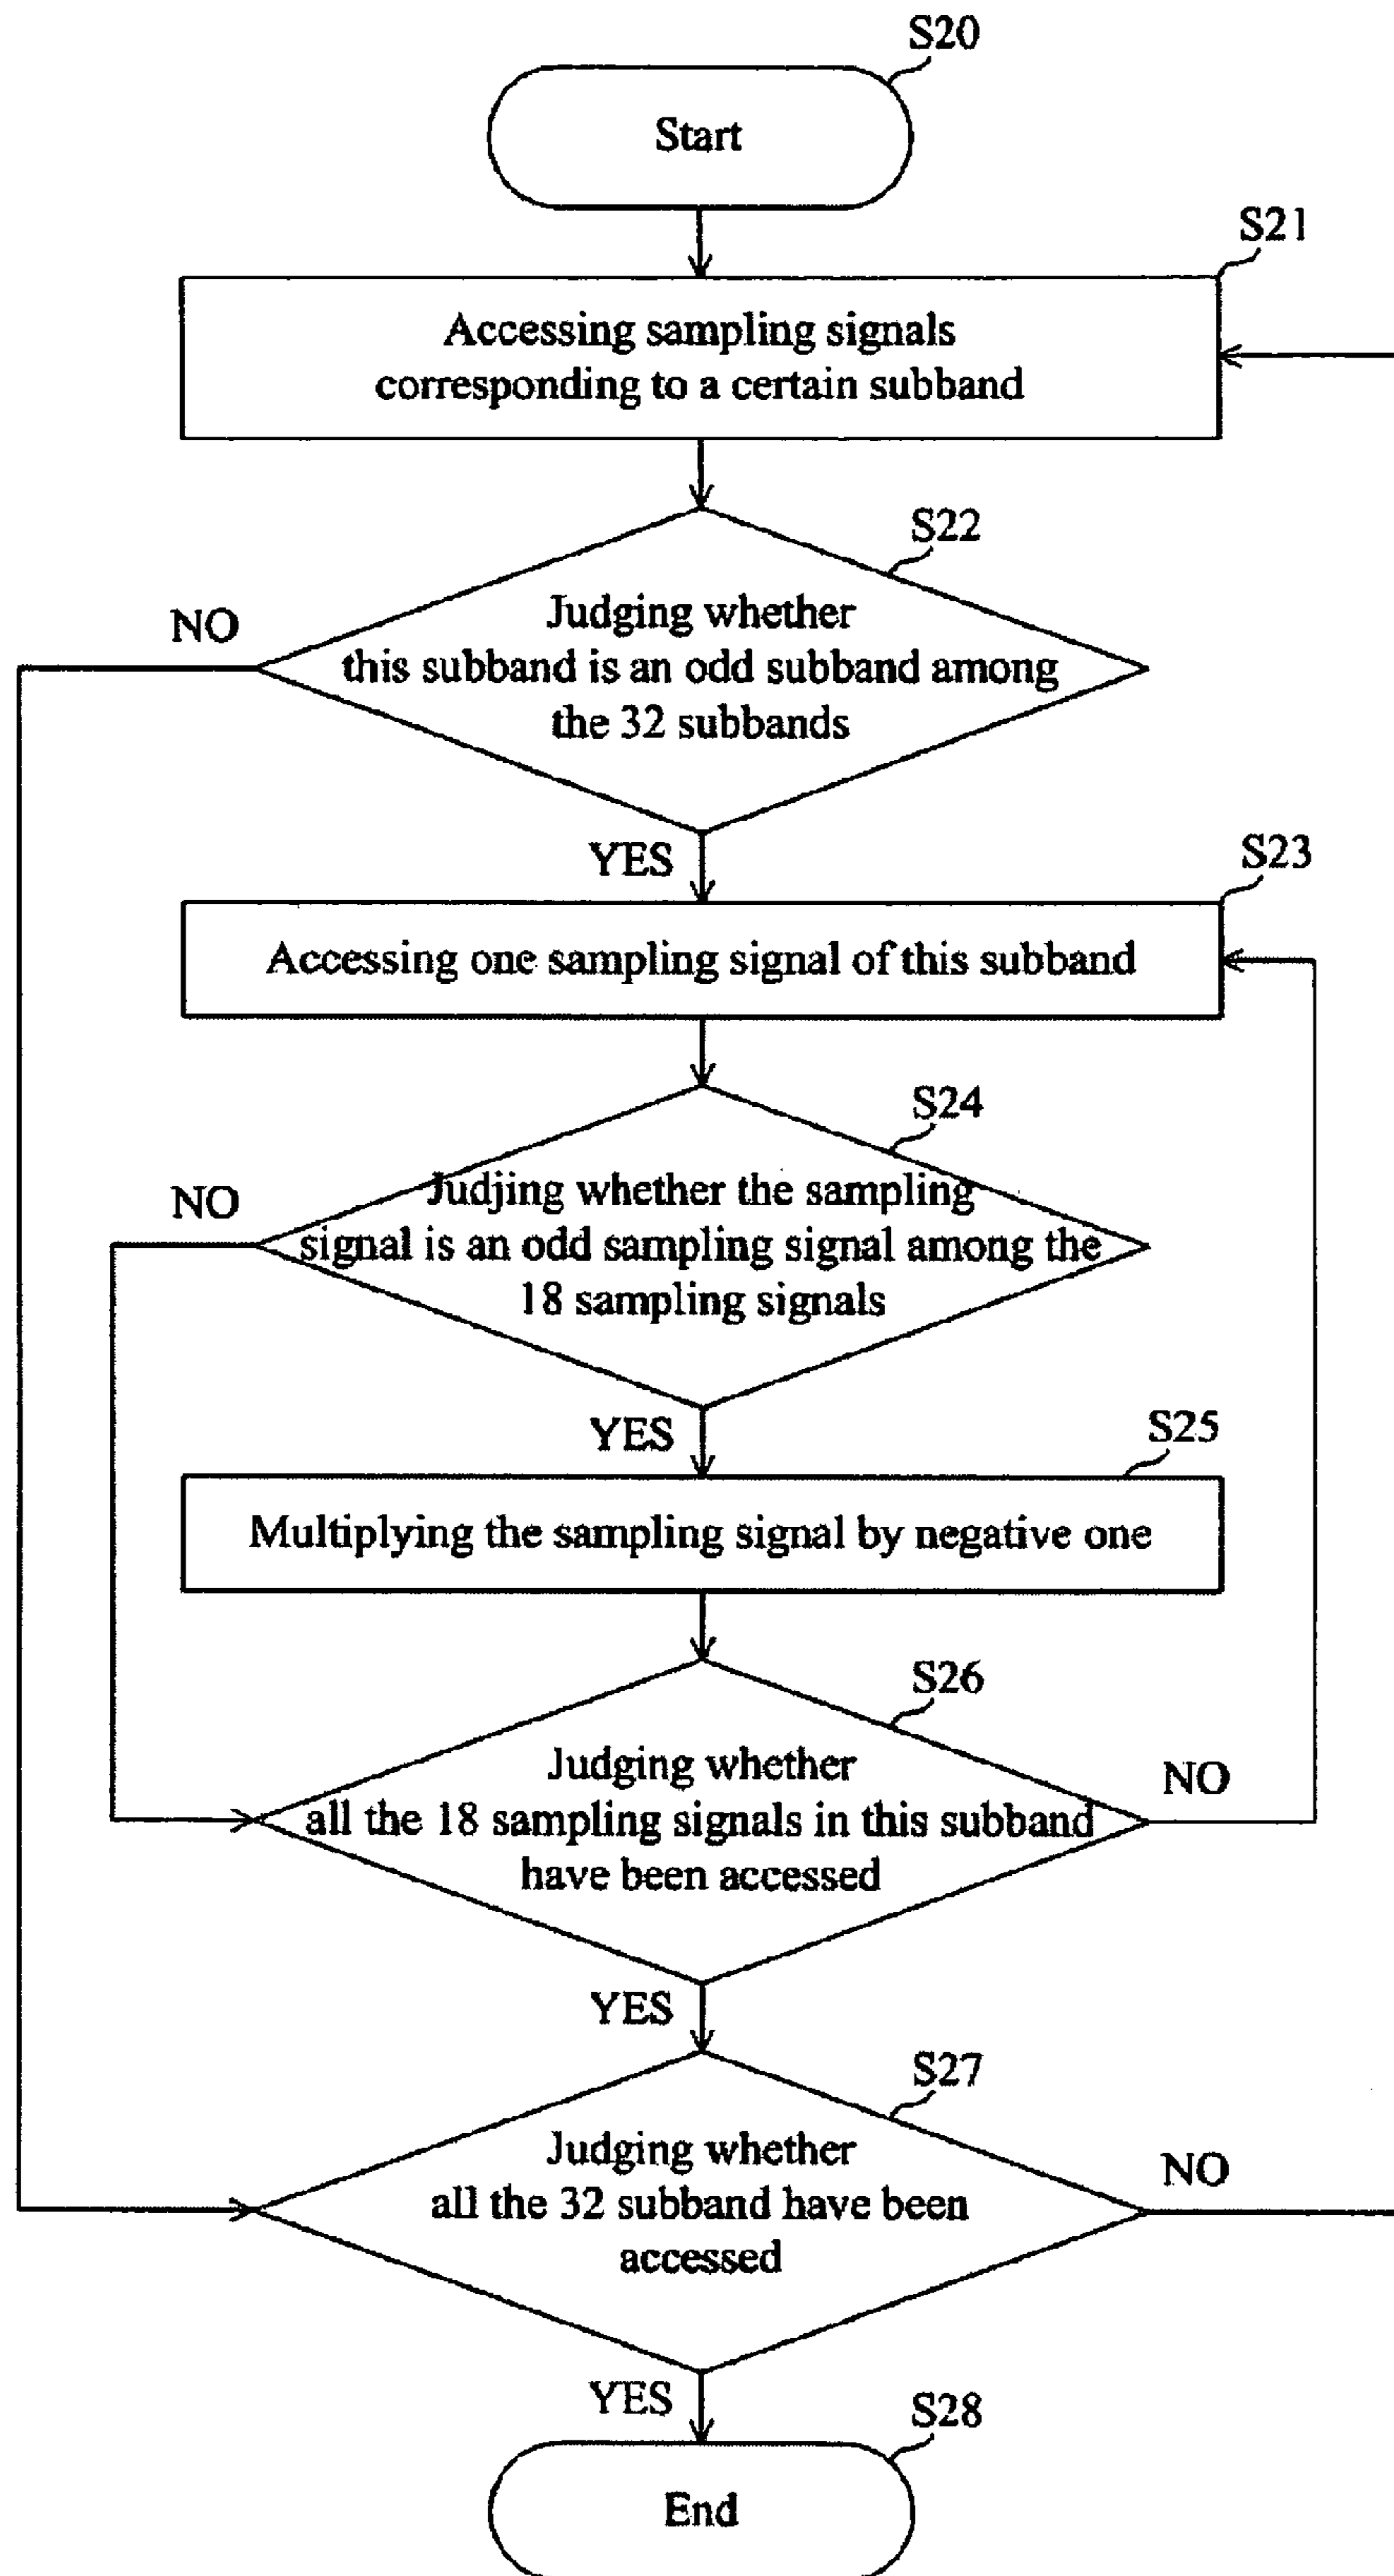 S20
Start
S21
Accessing sampling signals
corresponding to a certain subband
S22
NO
Judging whether
this subband is an odd subband among
the 32 subbands
YES
S23
Accessing one sampling signal of this subband
S24
NO
Judjing whether the sampling
signal is an odd sampling signal among the
18 sampling signals
YES
S25
Multiplying the sampling signal by negative one
S26
Judging whether
NO
all the 18 sampling signals in this subband
have been accessed
YES
S27
Judging whether
NO
all the 32 subband have been
accessed
YES
S28
End